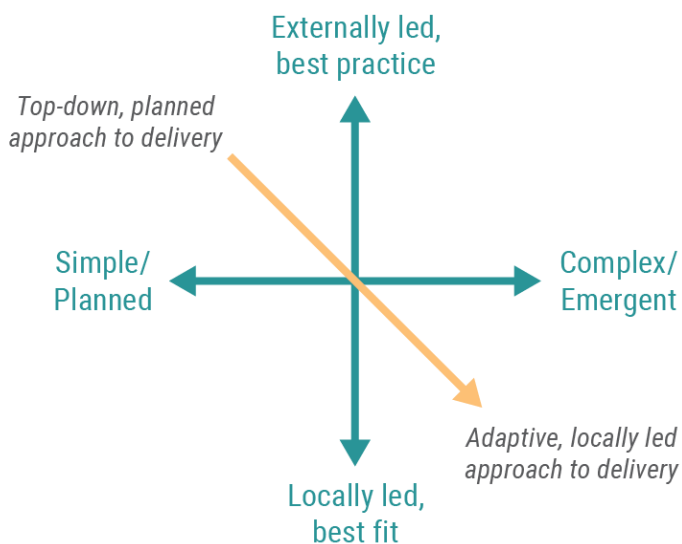 Externally led,
best practice
Top-down, planned
approach to delivery
Simple/
Planned
Complex/
Emergent
Adaptive, locally led
approach to delivery
Locally led,
best fit